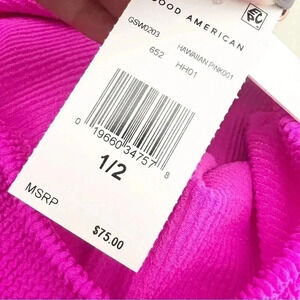 GOOD AMERICAN
GSW0203
HAWAIIAN PINK001
652
HH01
0 19660 34757 8
1/2
MSRP
$75.00